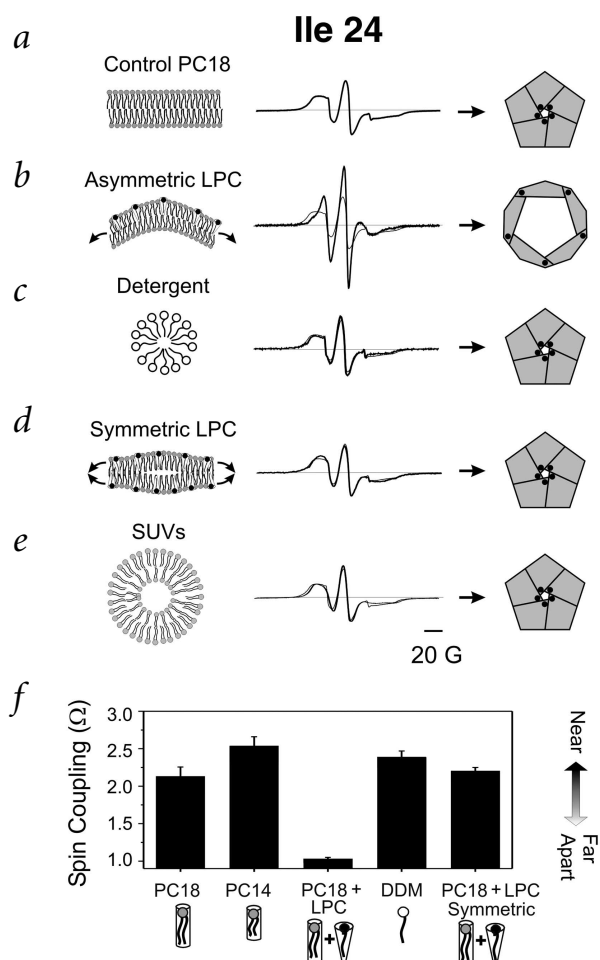 Ile 24
a
Control PC18
b
Asymmetric LPC
c
Detergent
d
Symmetric LPC
e
SUVs
20 G
f
Spin Coupling (Ω)
3.0
2.5
2.0
1.5
1.0
Near
Far
Apart
PC18
PC14
PC18 +
LPC
DDM
PC18 + LPC
Symmetric
+
+